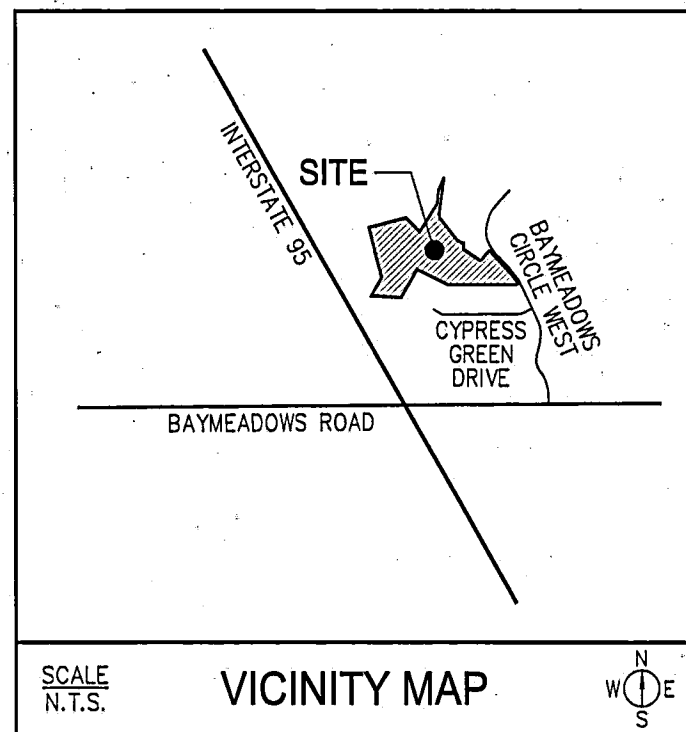 INTERSTATE 95
SITE
BAYMEADOWS
CIRCLE WEST
CYPRESS
GREEN
DRIVE
BAYMEADOWS ROAD
SCALE
N.T.S.
VICINITY MAP
N
W E
S